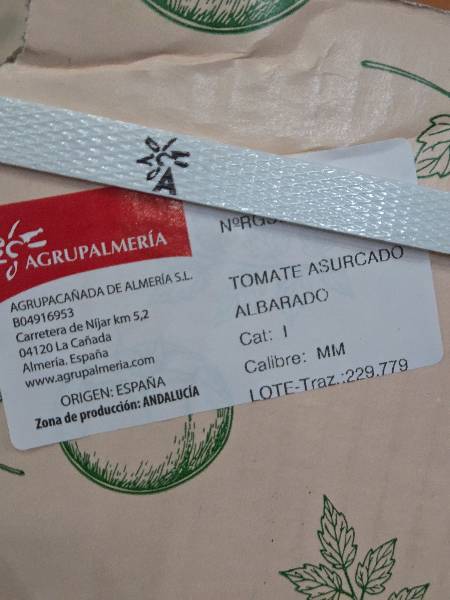 A
AGRUPALMERÍA
AGRUPACAÑADA DE ALMERÍA S.L.
B04916953
Carretera de Níjar km 5,2
04120 La Cañada
Almería. España
www.agrupalmeria.com
ORIGEN: ESPAÑA
Zona de producción: ANDALUCÍA
TOMATE ASURCADO
ALBARADO
Cat: I
Calibre: MM
LOTE-Traz.:229.779